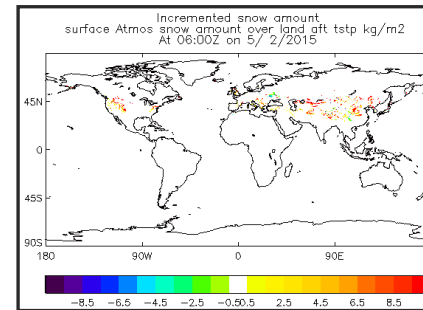 Incremented snow amount
surface Atmos snow amount over land aft tstp kg/m2
At 06:00Z on 5/ 2/2015
45N
0
45S
90S
180 90W 0 90E
-8.5 -6.5 -4.5 -2.5 -0.50.5 2.5 4.5 6.5 8.5